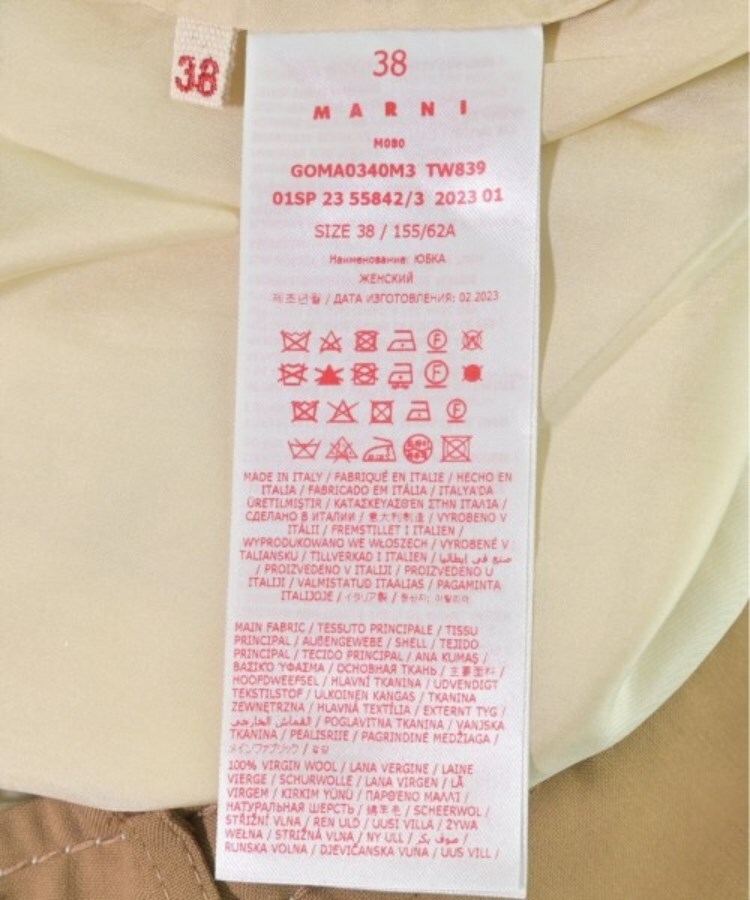 38
38
MARNI
M080
GOMA0340M3 TW839
01SP 23 55842/3 2023 01
SIZE 38 / 155/62A
Наименование: ЮБКА
ЖЕНСКИЙ
제조년월 / ДАТА ИЗГОТОВЛЕНИЯ: 02.2023
MADE IN ITALY / FABRIQUÉ EN ITALIE / HECHO EN
ITALIA / FABRICADO EM ITÁLIA / ITALYA'DA
ÜRETILMIŞTIR / ΚΑΤΑΣΚΕΥΑΣΘΕΝ ΣΤΗΝ ΙΤΑΛΙΑ /
СДЕЛАНО В ИТАЛИИ / 意大利制造 / VYROBENO V
ITÁLII / FREMSTILLET I ITALIEN /
WYPRODUKOWANO WE WŁOSZECH / VYROBENÉ V
TALIANSKU / TILLVERKAD I ITALIEN / صنع في إيطاليا
/ PROIZVEDENO V ITALIJI / PROIZVEDENO U
ITALIJI / VALMISTATUD ITAALIAS / PAGAMINTA
ITALIJOJE / イタリア製 / 원산지: 이탈리아
MAIN FABRIC / TESSUTO PRINCIPALE / TISSU
PRINCIPAL / AUßENGEWEBE / SHELL / TEJIDO
PRINCIPAL / TECIDO PRINCIPAL / ANA KUMAŞ /
ΒΑΣΙΚΌ ΎΦΑΣΜΑ / ОСНОВНАЯ ТКАНЬ / 主要面料 /
HOOFDWEEFSEL / HLAVNÍ TKANINA / UDVENDIGT
TEKSTILSTOF / ULKOINEN KANGAS / TKANINA
ZEWNĘTRZNA / HLAVNÁ TEXTÍLIA / EXTERNT TYG /
القماش الخارجي / POGLAVITNA TKANINA / VANJSKA
TKANINA / PEALISRIIE / PAGRINDINĖ MEDŽIAGA /
メインファブリック / 겉감
100% VIRGIN WOOL / LANA VERGINE / LAINE
VIERGE / SCHURWOLLE / LANA VIRGEN / LÃ
VIRGEM / KIRKIM YÜNÜ / ΠΑΡΘΕΝΟ ΜΑΛΛΙ /
НАТУРАЛЬНАЯ ШЕРСТЬ / 绵羊毛 / SCHEERWOL /
STŘIŽNÍ VLNA / REN ULD / UUSI VILLA / ŻYWA
WEŁNA / STRIŽNÁ VLNA / NY ULL / صوف بكر /
RUNSKA VOLNA / DJEVIČANSKA VUNA / UUS VILL /